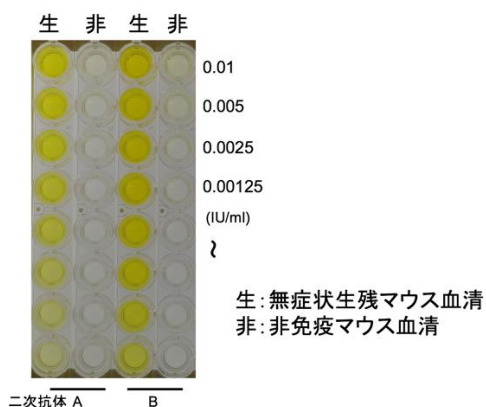 生 非 生 非
0.01
0.005
0.0025
0.00125
(IU/ml)
~
生:無症状生残マウス血清
非:非免疫マウス血清
二次抗体 A B